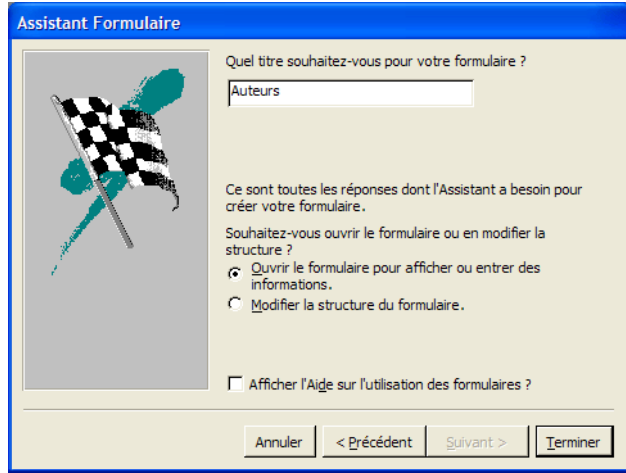 Assistant Formulaire
Quel titre souhaitez-vous pour votre formulaire ?
Auteurs
Ce sont toutes les réponses dont l'Assistant a besoin pour
créer votre formulaire.
Souhaitez-vous ouvrir le formulaire ou en modifier la
structure ?
Ouvrir le formulaire pour afficher ou entrer des
informations.
Modifier la structure du formulaire.
Afficher l'Aide sur l'utilisation des formulaires ?
Annuler < Précédent Suivant > Terminer